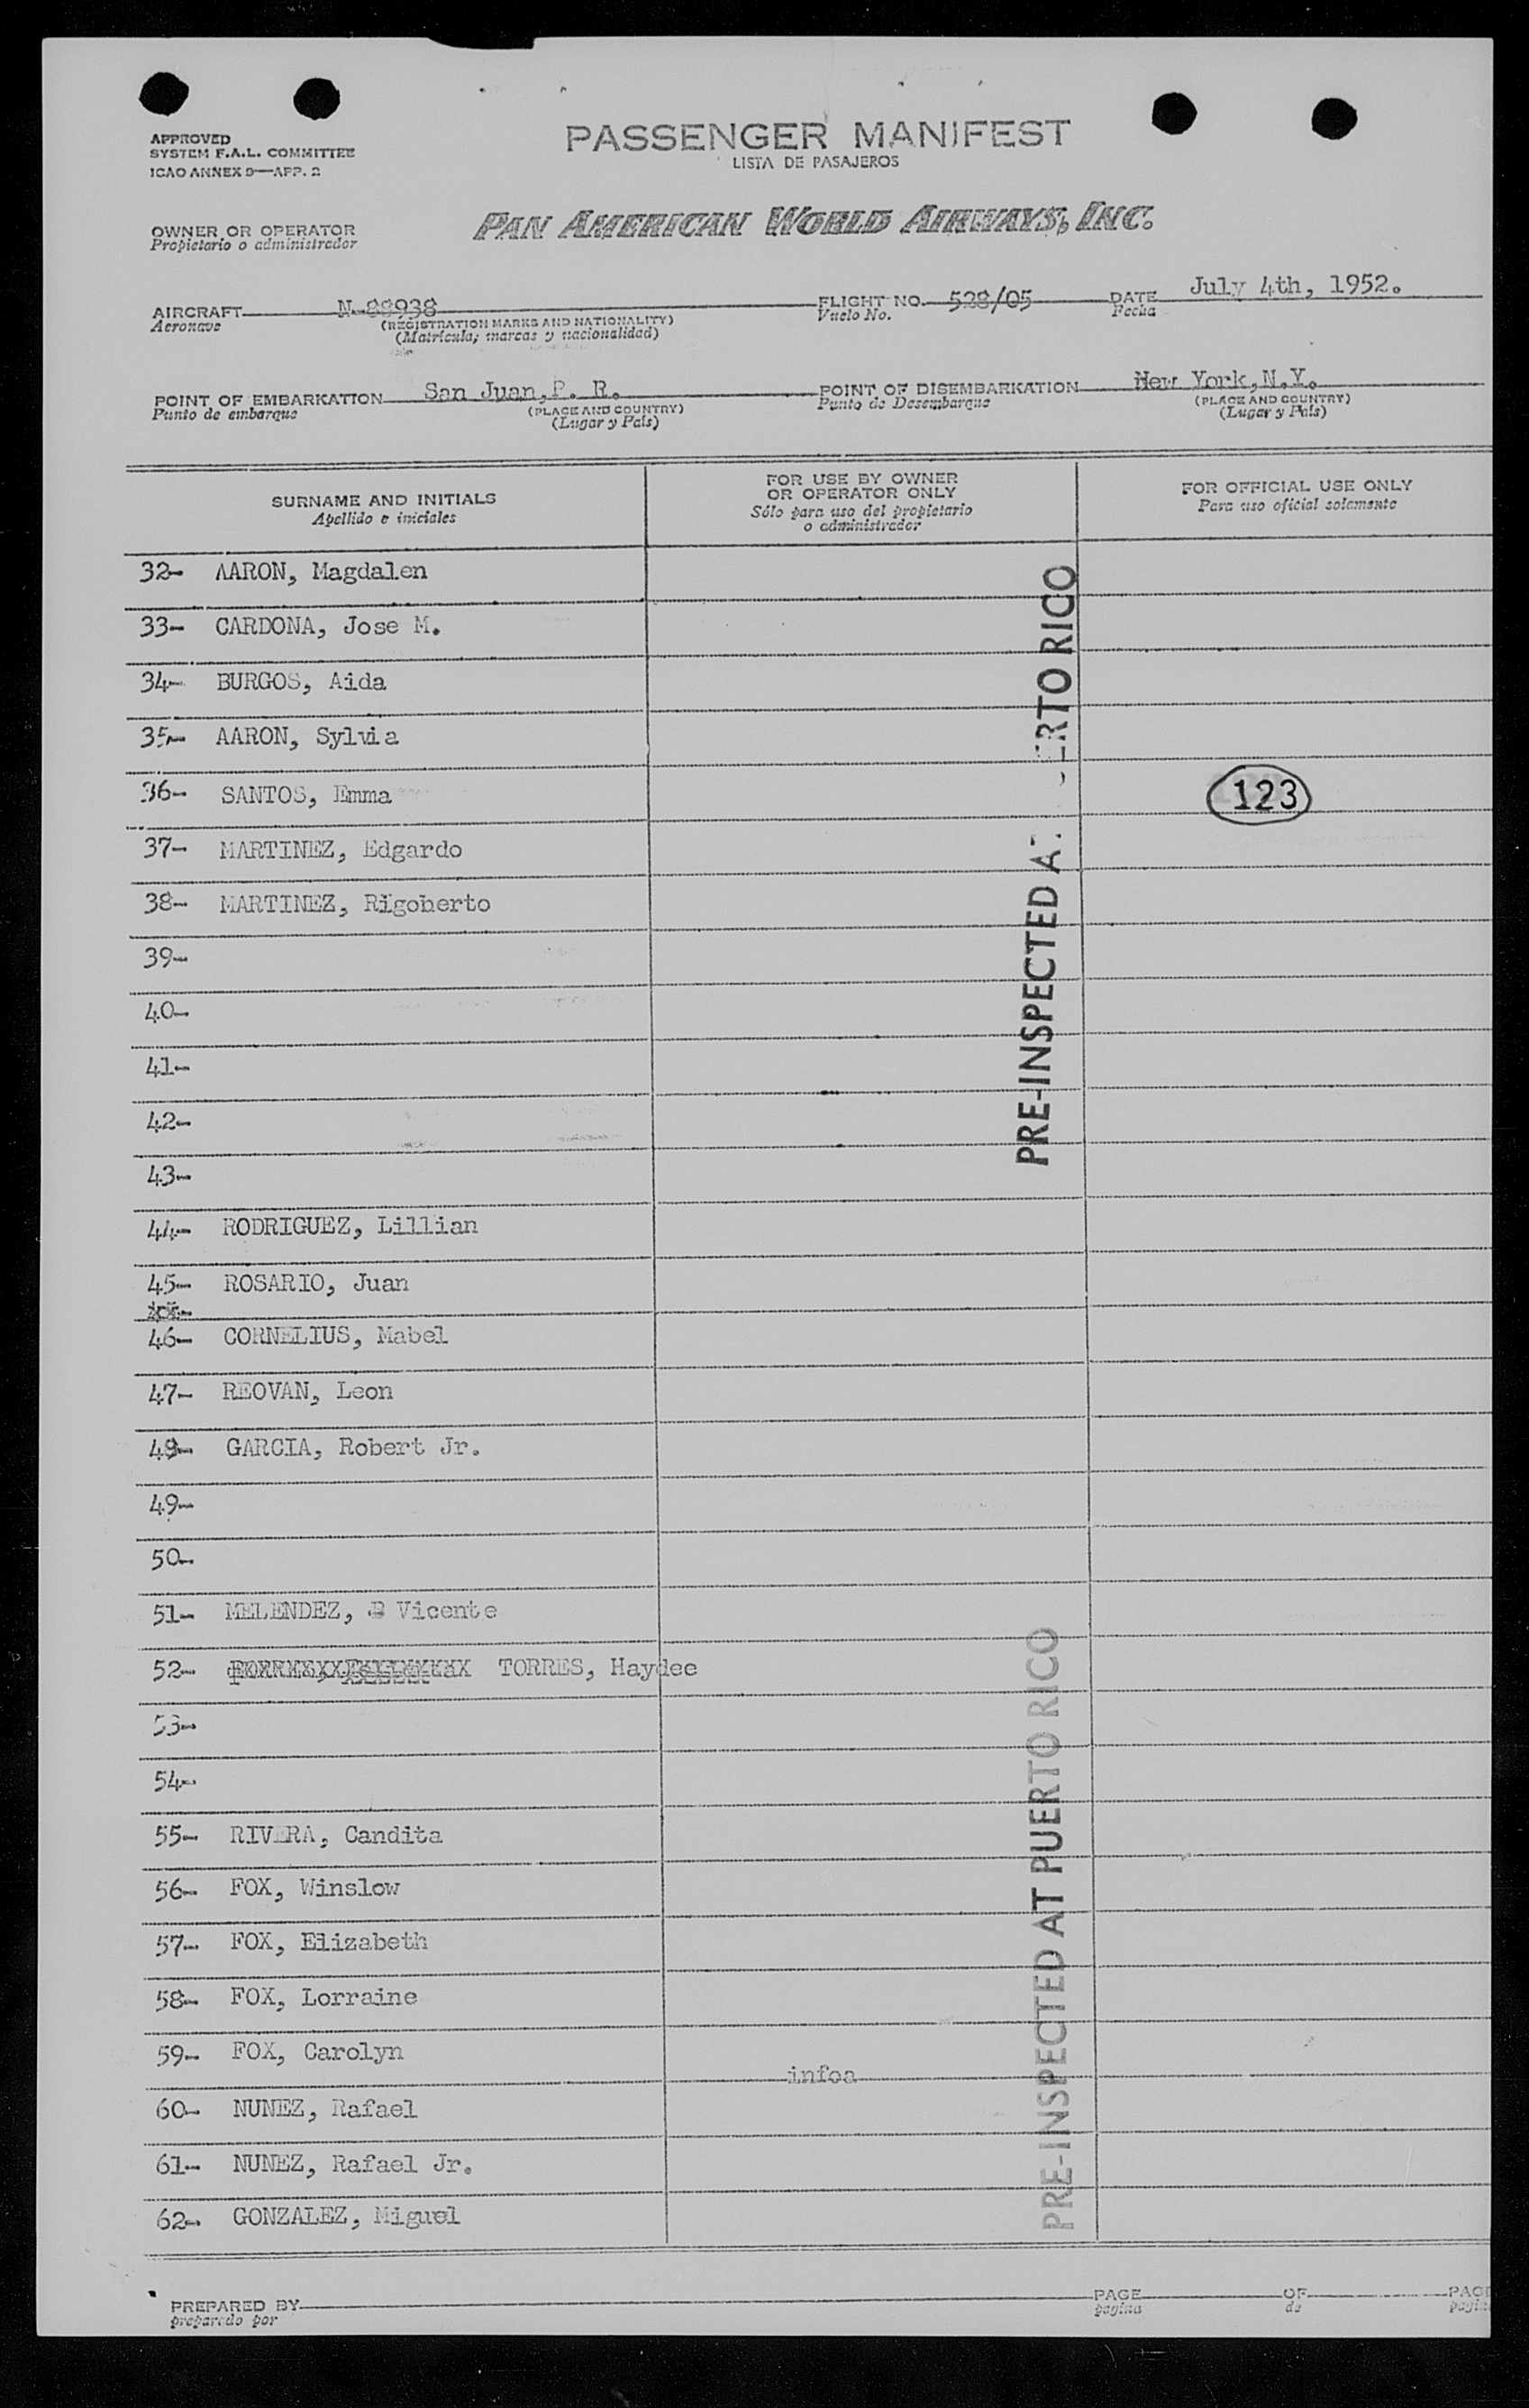 APPROVED
SYSTEM F.A.L. COMMITTEE
ICAO ANNEX 9—APP. 2
PASSENGER MANIFEST
LISTA DE PASAJEROS
OWNER OR OPERATOR
Propietario o administrador
PAN AMERICAN WORLD AIRWAYS, INC.
AIRCRAFT N-88938 FLIGHT NO. 528/05 DATE July 4th, 1952.
Aeronave (REGISTRATION MARKS AND NATIONALITY) Vuelo No. Fecha
(Matrícula, marcas y nacionalidad)
POINT OF EMBARKATION San Juan, P. R. POINT OF DISEMBARKATION New York, N.Y.
Punto de embarque (PLACE AND COUNTRY) Punto de Desembarque (PLACE AND COUNTRY)
(Lugar y País) (Lugar y País)
SURNAME AND INITIALS
Apellido e iniciales
FOR USE BY OWNER
OR OPERATOR ONLY
Sólo para uso del propietario
o administrador
FOR OFFICIAL USE ONLY
Para uso oficial solamente
32- AARON, Magdalen
33- CARDONA, Jose M.
34- BURGOS, Aida
35- AARON, Sylvia
36- SANTOS, Emma
123
37- MARTINEZ, Edgardo
38- MARTINEZ, Rigoberto
39-
40-
41-
42-
43-
PRE-INSPECTED A ERTO RICO
44- RODRIGUEZ, Lillian
45- ROSARIO, Juan
46- CORNELIUS, Mabel
47- REOVAN, Leon
48- GARCIA, Robert Jr.
49-
50-
51- MELENDEZ, Vicente
52- TORRES, Haydee
53-
54-
55- RIVERA, Candita
56- FOX, Winslow
57- FOX, Elizabeth
58- FOX, Lorraine
59- FOX, Carolyn
infoa
60- NUNEZ, Rafael
61- NUNEZ, Rafael Jr.
62- GONZALEZ, Miguel
PRE-INSPECTED AT PUERTO RICO
PREPARED BY PAGE OF PAG
preparado por pagina de pagin